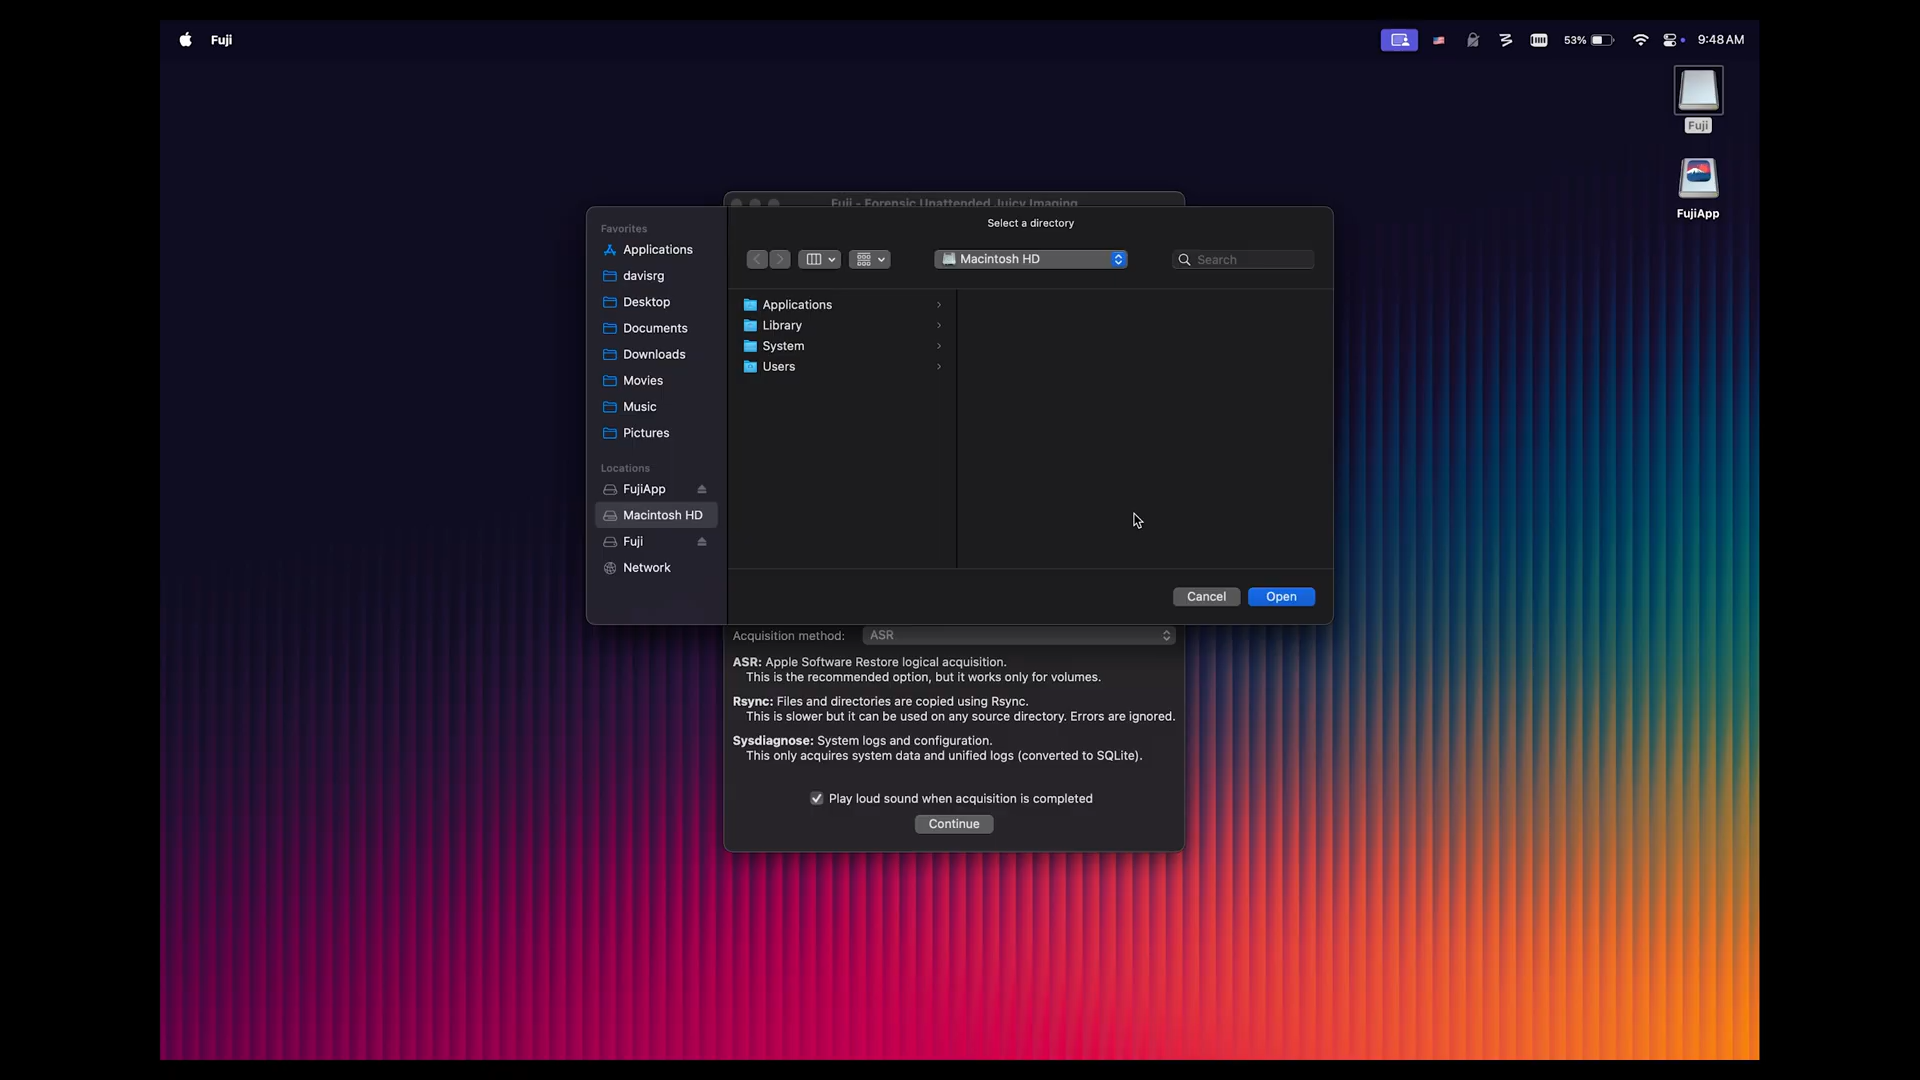 Fuji
53%
9:48 AM
Fuji
FujiApp
Fuji - Forensic Unattended Juicy Imaging
Select a directory
Macintosh HD
Search
Favorites
Applications
davisrg
Desktop
Documents
Downloads
Movies
Music
Pictures
Locations
FujiApp
Macintosh HD
Fuji
Network
Applications
Library
System
Users
Cancel
Open
Acquisition method: ASR
ASR: Apple Software Restore logical acquisition.
This is the recommended option, but it works only for volumes.
Rsync: Files and directories are copied using Rsync.
This is slower but it can be used on any source directory. Errors are ignored.
Sysdiagnose: System logs and configuration.
This only acquires system data and unified logs (converted to SQLite).
Play loud sound when acquisition is completed
Continue